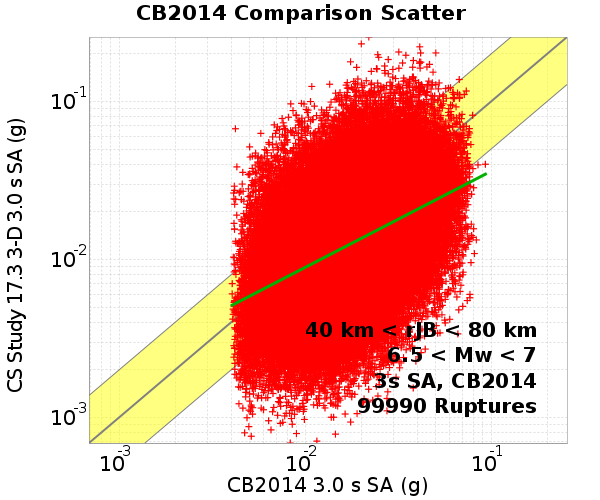 CB2014 Comparison Scatter
CS Study 17.3 3-D 3.0 s SA (g)
10⁻¹
10⁻²
10⁻³
40 km < rJB < 80 km
6.5 < Mw < 7
3s SA, CB2014
99990 Ruptures
10⁻³ 10⁻² 10⁻¹
CB2014 3.0 s SA (g)